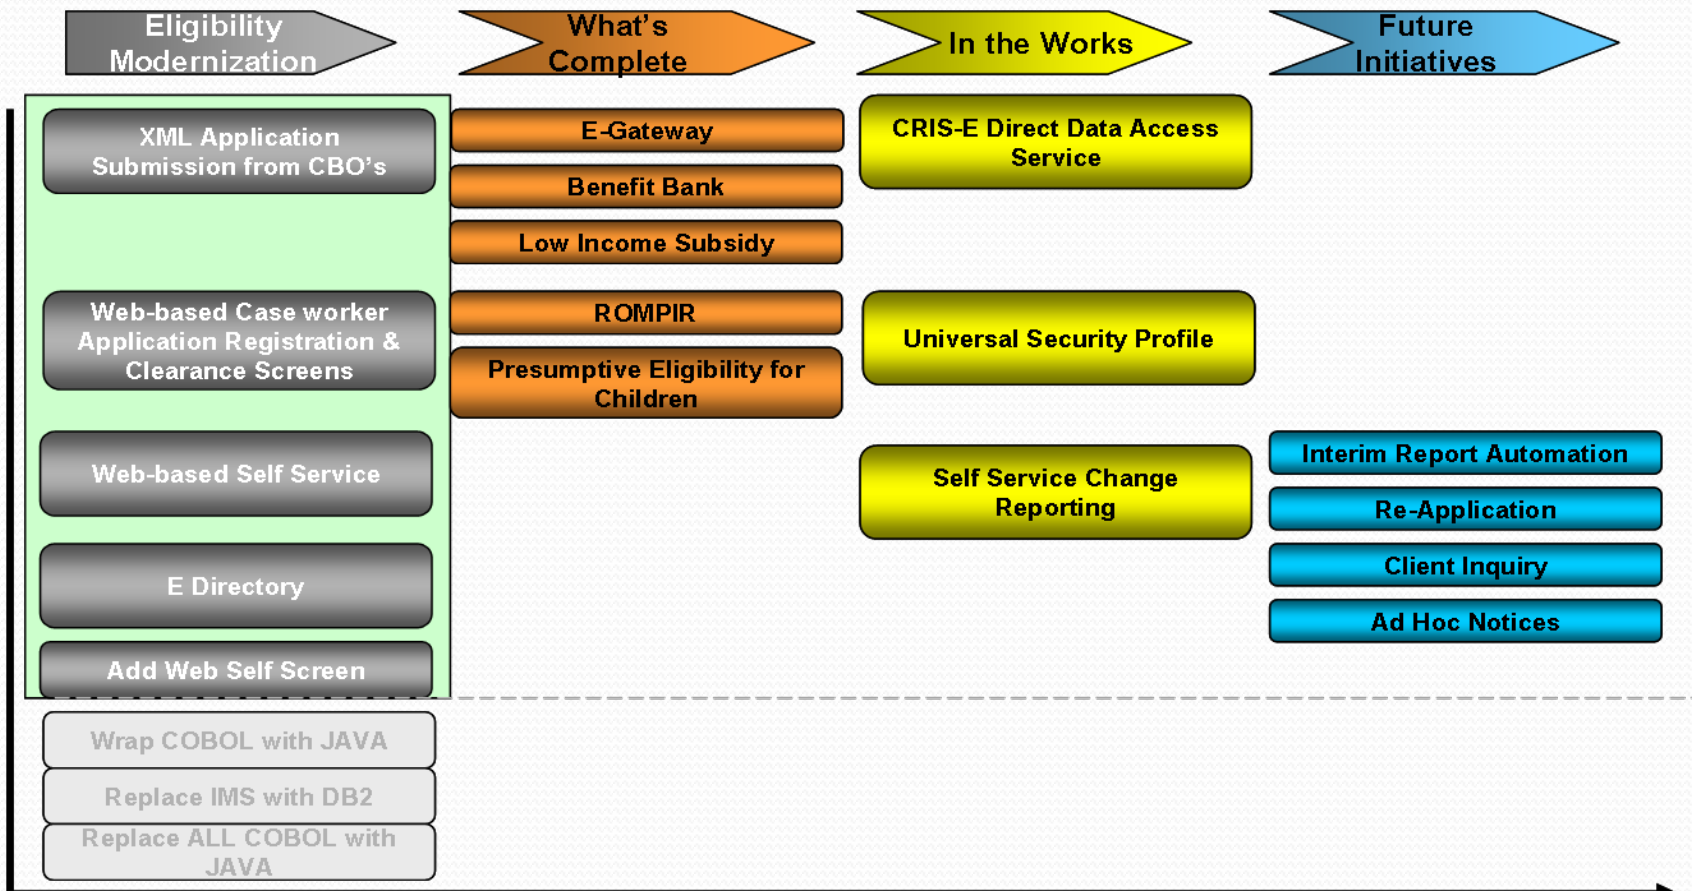 Eligibility
Modernization
What's
Complete
In the Works
Future
Initiatives
XML Application
Submission from CBO's
E-Gateway
Benefit Bank
Low Income Subsidy
CRIS-E Direct Data Access
Service
Web-based Case worker
Application Registration &
Clearance Screens
ROMPIR
Presumptive Eligibility for
Children
Universal Security Profile
Web-based Self Service
Self Service Change
Reporting
Interim Report Automation
Re-Application
Client Inquiry
Ad Hoc Notices
E Directory
Add Web Self Screen
Wrap COBOL with JAVA
Replace IMS with DB2
Replace ALL COBOL with
JAVA